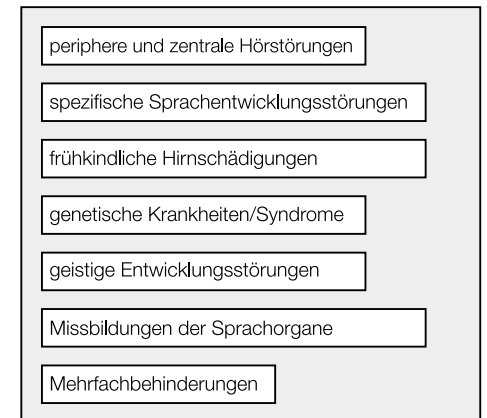 periphere und zentrale Hörstörungen
spezifische Sprachentwicklungsstörungen
frühkindliche Hirnschädigungen
genetische Krankheiten/Syndrome
geistige Entwicklungsstörungen
Missbildungen der Sprachorgane
Mehrfachbehinderungen